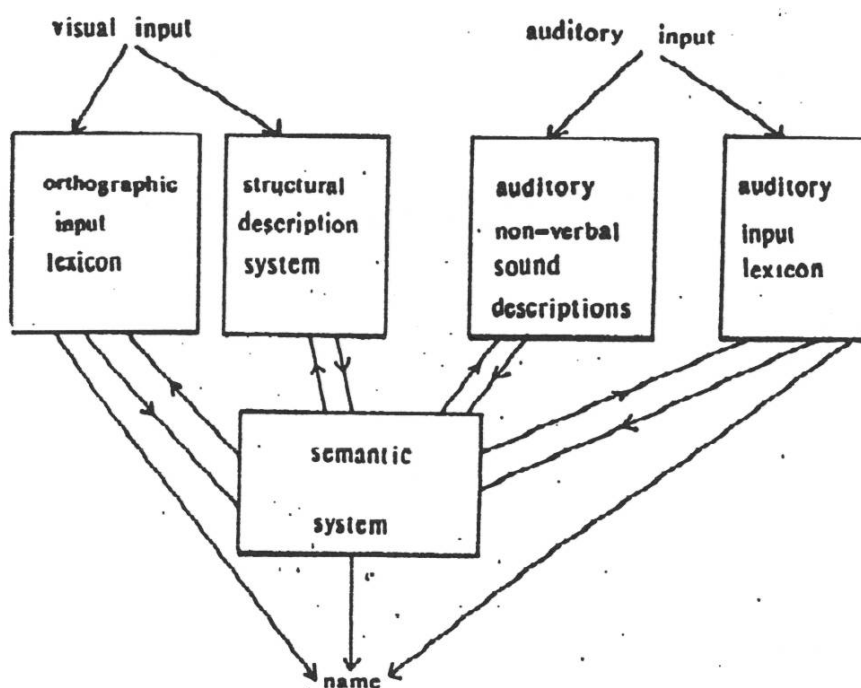 visual input
auditory input
orthographic
input
lexicon
structural
description
system
auditory
non-verbal
sound
descriptions
auditory
input
lexicon
semantic
system
name